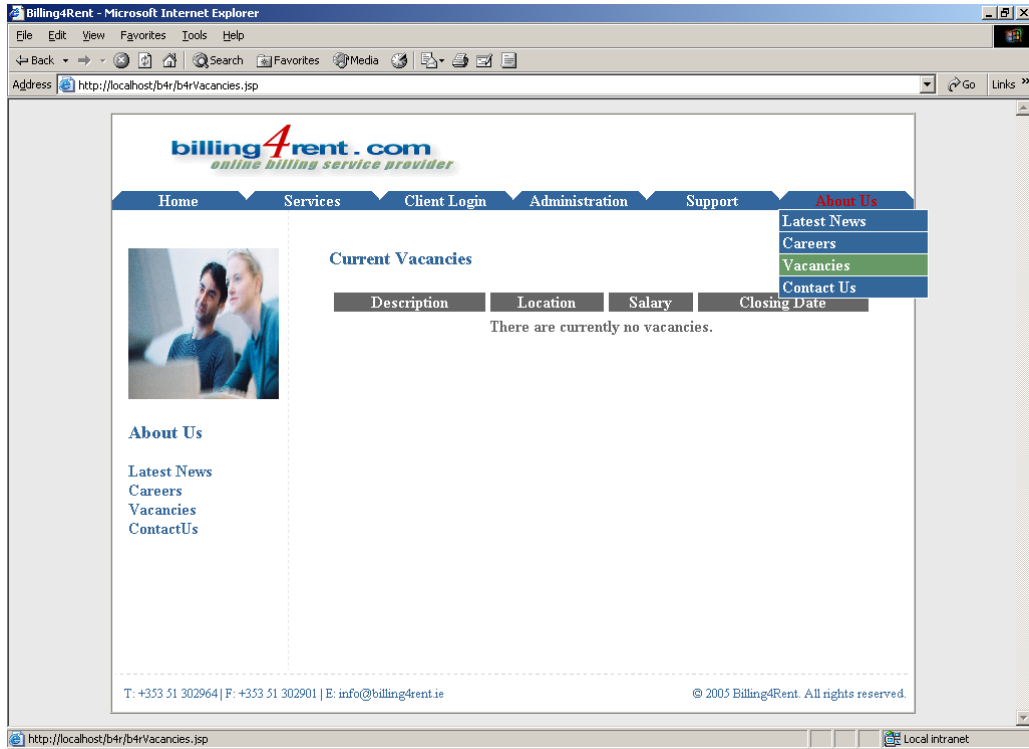 Billing4Rent - Microsoft Internet Explorer
File Edit View Favorites Tools Help
Back Search Favorites Media
Address http://localhost/b4r/b4rVacancies.jsp Go Links »
billing4rent.com
online billing service provider
Home Services Client Login Administration Support About Us
Latest News
Careers
Vacancies
Contact Us
Current Vacancies
Description Location Salary Closing Date
There are currently no vacancies.
About Us
Latest News
Careers
Vacancies
ContactUs
T: +353 51 302964 | F: +353 51 302901 | E: info@billing4rent.ie © 2005 Billing4Rent. All rights reserved.
http://localhost/b4r/b4rVacancies.jsp Local intranet